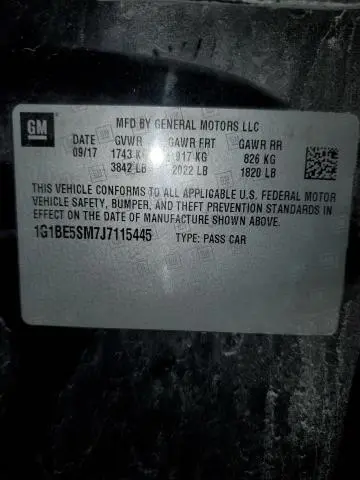 GM
MFD BY GENERAL MOTORS LLC
DATE GVWR GAWR FRT GAWR RR
09/17 1743 KG 917 KG 826 KG
3842 LB 2022 LB 1820 LB
THIS VEHICLE CONFORMS TO ALL APPLICABLE U.S. FEDERAL MOTOR
VEHICLE SAFETY, BUMPER, AND THEFT PREVENTION STANDARDS IN
EFFECT ON THE DATE OF MANUFACTURE SHOWN ABOVE.
1G1BE5SM7J7115445 TYPE: PASS CAR